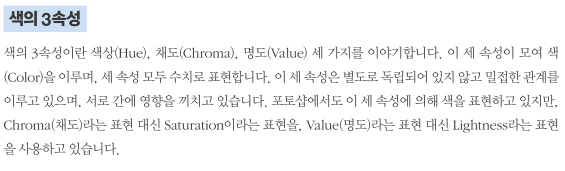 색의 3속성
색의 3속성이란 색상(Hue), 채도(Chroma), 명도(Value) 세 가지를 이야기합니다. 이 세 속성이 모여 색
(Color)을 이루며, 세 속성 모두 수치로 표현합니다. 이 세 속성은 별도로 독립되어 있지 않고 밀접한 관계를
이루고 있으며, 서로 간에 영향을 끼치고 있습니다. 포토샵에서도 이 세 속성에 의해 색을 표현하고 있지만,
Chroma(채도)라는 표현 대신 Saturation이라는 표현을, Value(명도)라는 표현 대신 Lightness라는 표현
을 사용하고 있습니다.